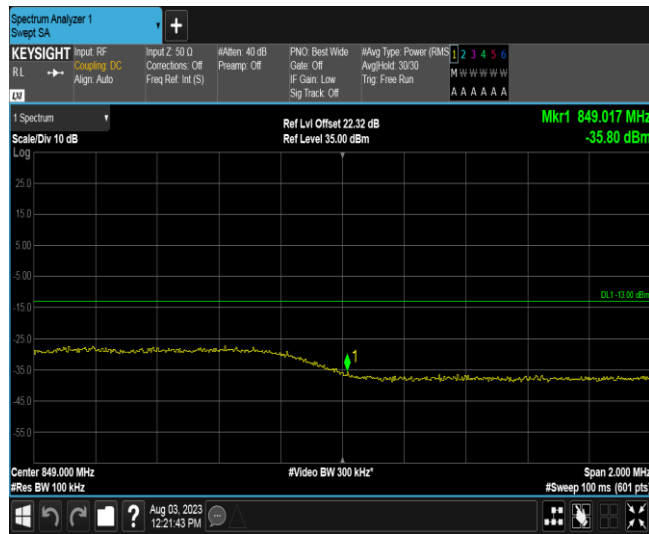 Spectrum Analyzer 1
Swept SA
+
KEYSIGHT Input: RF Input Z: 50 Ω #Atten: 40 dB PNO: Best Wide #Avg Type: Power (RMS 1 2 3 4 5 6
RL Coupling: DC Corrections: Off Preamp: Off Gate: Off Avg|Hold: 30/30 M W W W W W
Align: Auto Freq Ref: Int (S) IF Gain: Low Trig: Free Run
LXI Sig Track: Off A A A A A A
1 Spectrum Ref Lvl Offset 22.32 dB Mkr1 849.017 MHz
Scale/Div 10 dB Ref Level 35.00 dBm -35.80 dBm
Log
25.0
15.0
5.00
-5.00
DL1 -13.00 dBm
-15.0
-25.0
1
-35.0
-45.0
-55.0
Center 849.000 MHz #Video BW 300 kHz* Span 2.000 MHz
#Res BW 100 kHz #Sweep 100 ms (601 pts
? Aug 03, 2023
12:21:43 PM